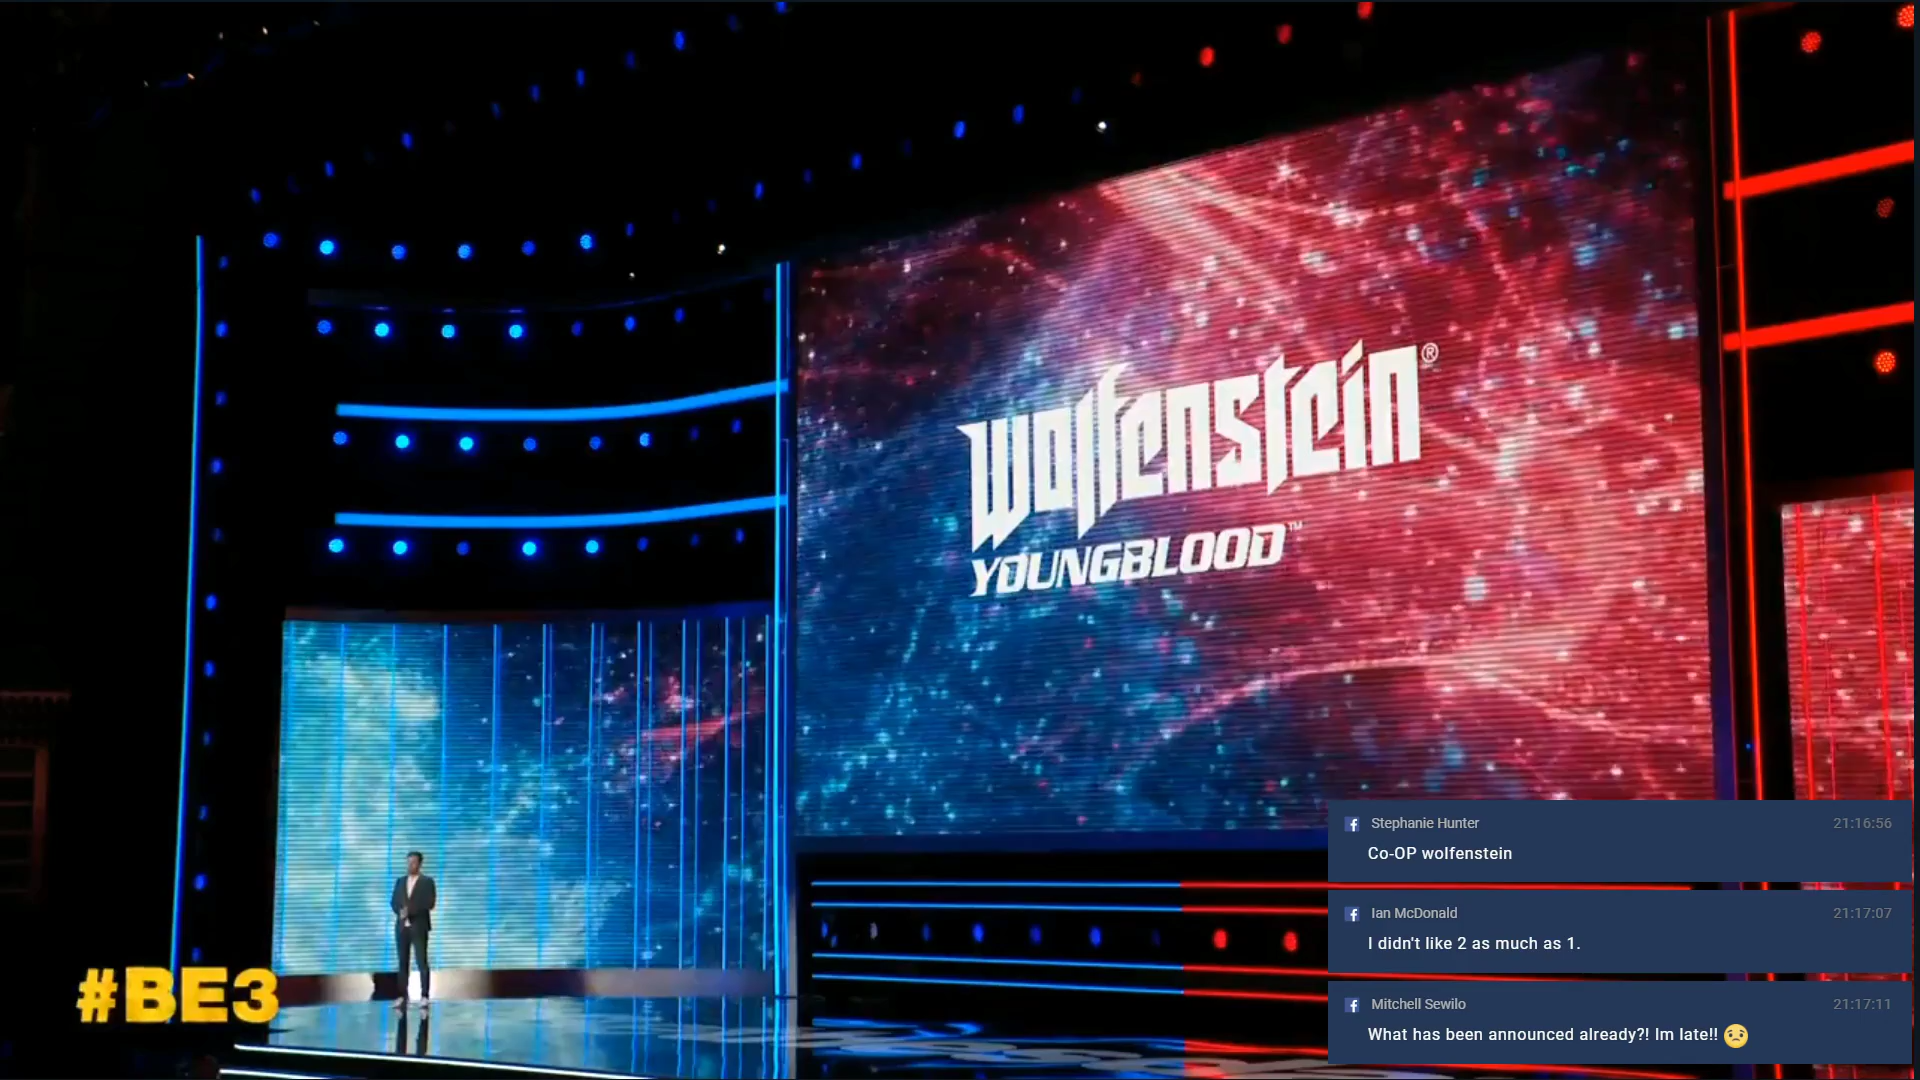 Wolfenstein®
YOUNGBLOOD™
Stephanie Hunter 21:16:56
Co-OP wolfenstein
Ian McDonald 21:17:07
I didn't like 2 as much as 1.
Mitchell Sewilo 21:17:11
What has been announced already?! Im late!! 😟
#BE3